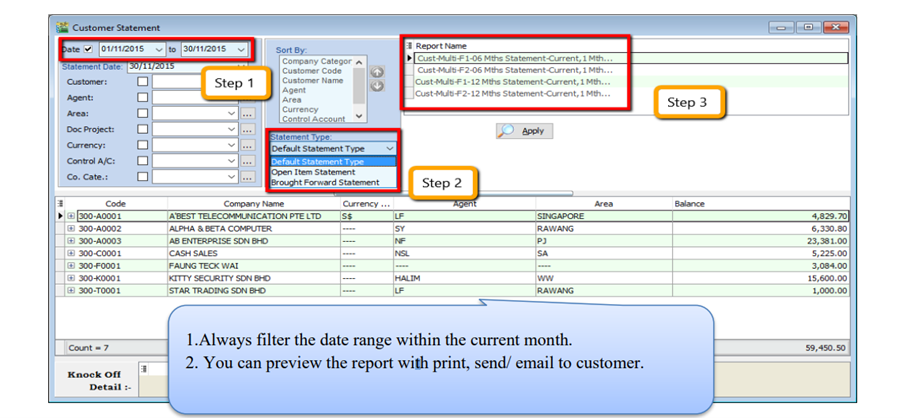 Customer Statement
Date 01/11/2015 to 30/11/2015
Statement Date: 30/11/2015
Customer:
Agent:
Area:
Doc Project:
Currency:
Control A/C:
Co. Cate.:
Step 1
Sort By:
Company Categor
Customer Code
Customer Name
Agent
Area
Currency
Control Account
Statement Type:
Default Statement Type
Default Statement Type
Open Item Statement
Brought Forward Statement
Step 2
Report Name
Cust-Multi-F1-06 Mths Statement-Current,1 Mth...
Cust-Multi-F2-06 Mths Statement-Current,1 Mth...
Cust-Multi-F1-12 Mths Statement-Current,1 Mth...
Cust-Multi-F2-12 Mths Statement-Current,1 Mth...
Step 3
Apply
Code Company Name Currency ... Agent Area Balance
300-A0001 A'BEST TELECOMMUNICATION PTE LTD S$ LF SINGAPORE 4,829.70
300-A0002 ALPHA & BETA COMPUTER ---- SY RAWANG 6,330.80
300-A0003 AB ENTERPRISE SDN BHD ---- NF PJ 23,381.00
300-C0001 CASH SALES ---- NSL SA 5,225.00
300-F0001 FAUNG TECK WAI ---- ---- ---- 3,084.00
300-K0001 KITTY SECURITY SDN BHD ---- HALIM WW 15,600.00
300-T0001 STAR TRADING SDN BHD ---- LF RAWANG 1,000.00
1.Always filter the date range within the current month.
2. You can preview the report with print, send/ email to customer.
Count = 7 59,450.50
Knock Off
Detail :-